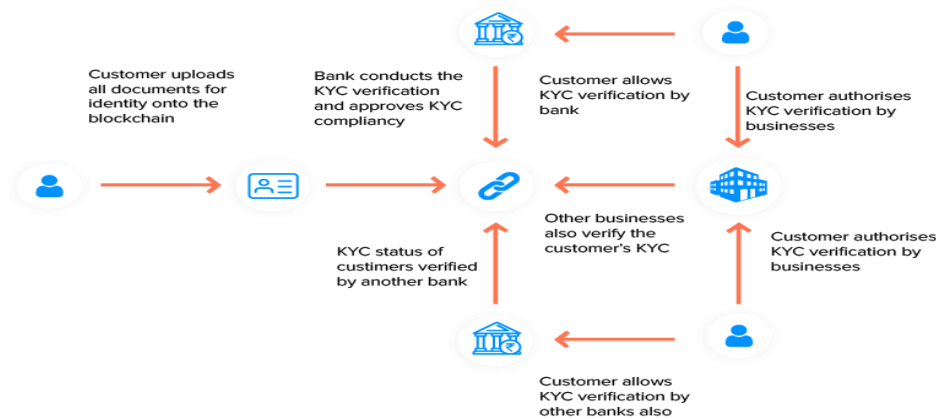 Customer uploads
all documents for
identity onto the
blockchain
Bank conducts the
KYC verification
and approves KYC
compliancy
Customer allows
KYC verification by
bank
Customer authorises
KYC verification by
businesses
Other businesses
also verify the
customer's KYC
KYC status of
custimers verified
by another bank
Customer authorises
KYC verification by
businesses
Customer allows
KYC verification by
other banks also